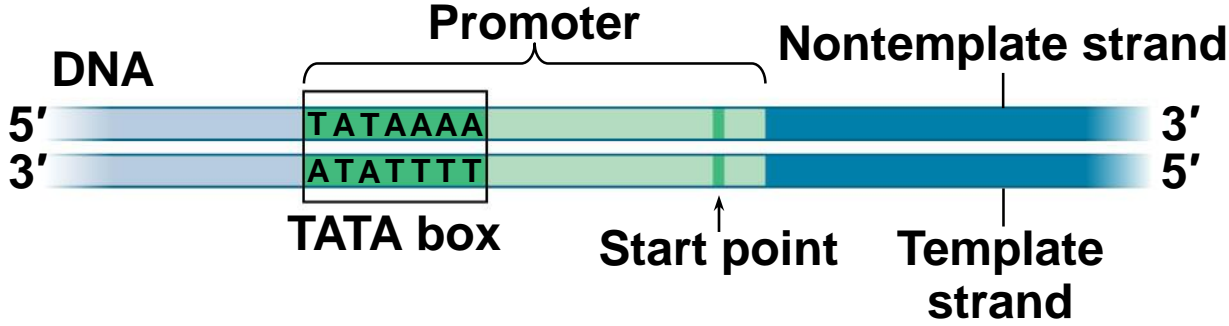 Promoter
Nontemplate strand
DNA
5′ TATAAAA 3′
3′ ATATTTT 5′
TATA box
Start point
Template
strand